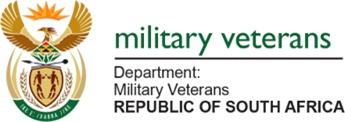 military veterans
Department:
Military Veterans
REPUBLIC OF SOUTH AFRICA